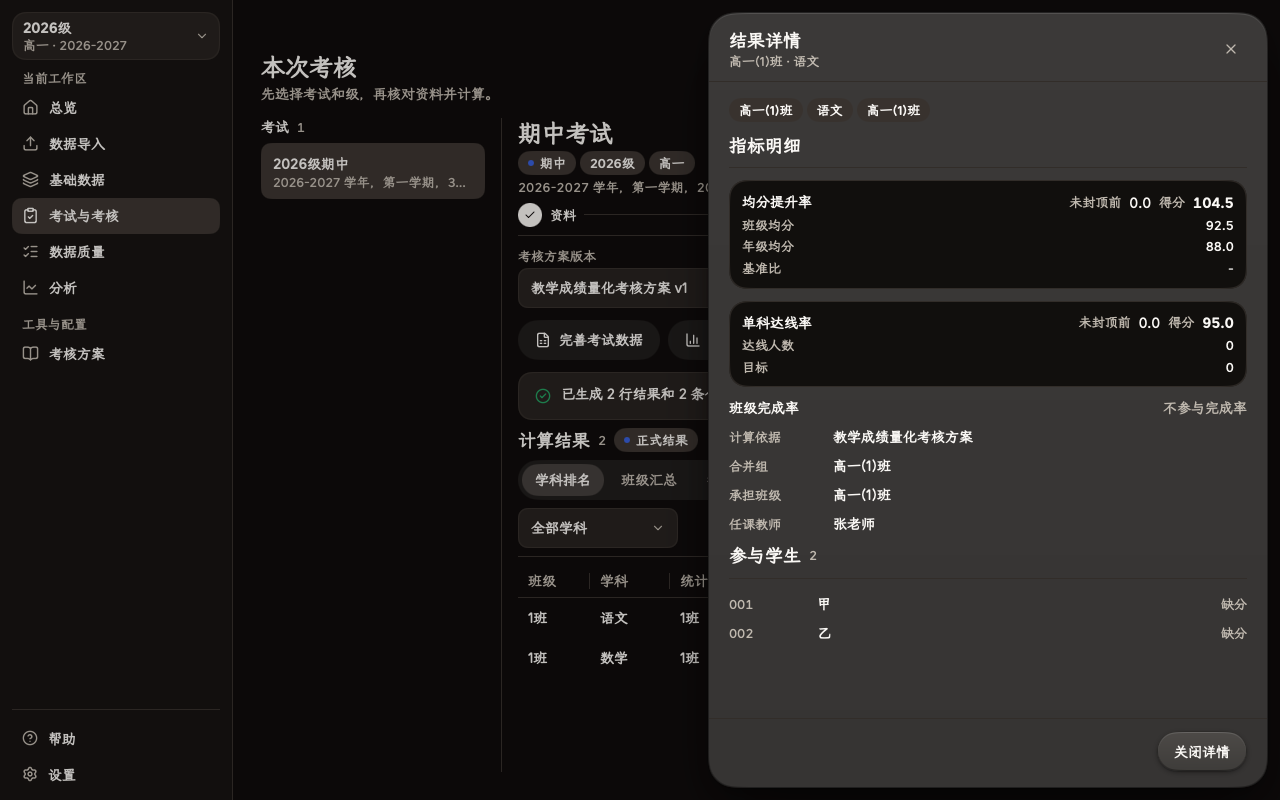 2026级
高一 · 2026-2027
当前工作区
总览
数据导入
基础数据
考试与考核
数据质量
分析
工具与配置
考核方案
帮助
设置
本次考核
先选择考试和级，再核对资料并计算。
考试 1
2026级期中
2026-2027 学年，第一学期，3...
期中考试
期中 2026级 高一
2026-2027 学年，第一学期，20
资料
考核方案版本
教学成绩量化考核方案 v1
完善考试数据
已生成 2 行结果和 2 条
计算结果 2 正式结果
学科排名 班级汇总
全部学科
班级 学科 统计
1班 语文 1班
1班 数学 1班
结果详情
高一(1)班 · 语文
高一(1)班 语文 高一(1)班
指标明细
均分提升率 未封顶前 0.0 得分 104.5
班级均分 92.5
年级均分 88.0
基准比 -
单科达线率 未封顶前 0.0 得分 95.0
达线人数 0
目标 0
班级完成率 不参与完成率
计算依据 教学成绩量化考核方案
合并组 高一(1)班
承担班级 高一(1)班
任课教师 张老师
参与学生 2
001 甲 缺分
002 乙 缺分
关闭详情